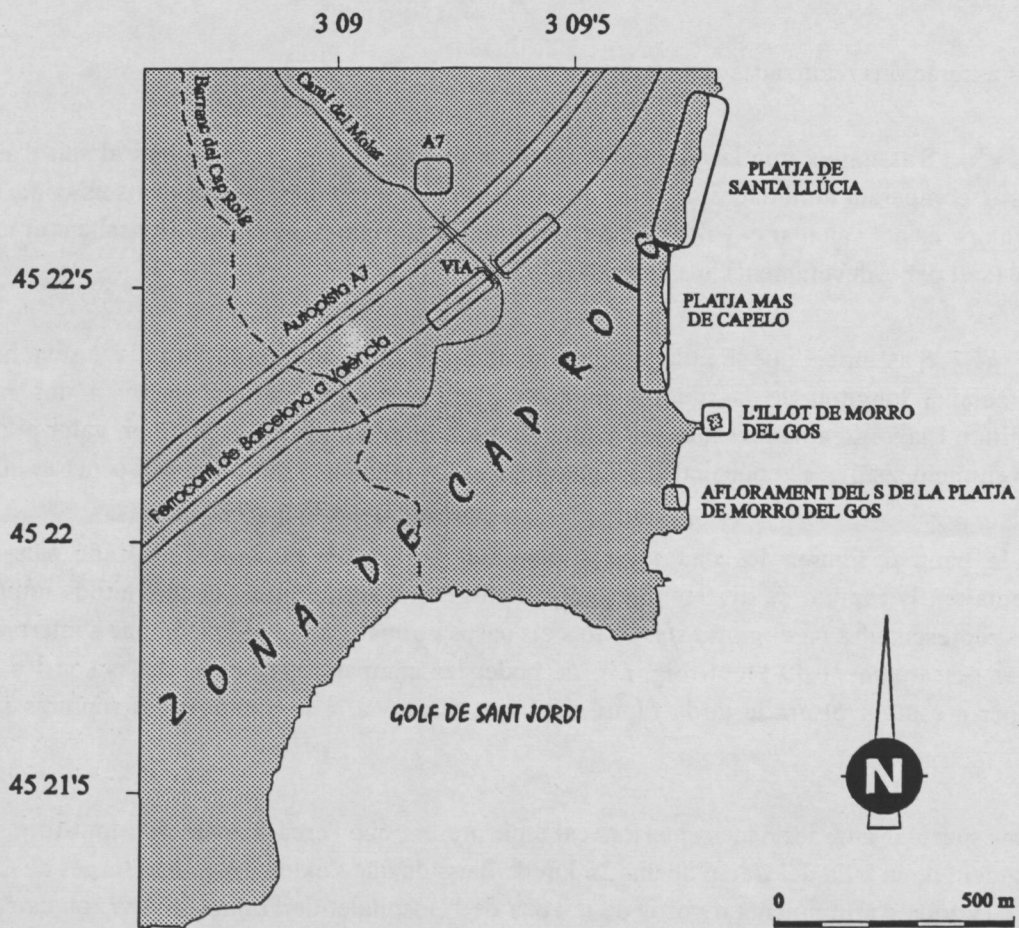 3 09
3 09'5
Barranc del Cap Roig
Camí del Moliar
A7
PLATJA DE
SANTA LLÚCIA
45 22'5
VIA
Autopista A7
PLATJA MAS
DE CAPELO
Ferrocarril de Barcelona a València
L'ILLOT DE MORRO
DEL GOS
AFLORAMENT DEL S DE LA PLATJA
DE MORRO DEL GOS
45 22
ZONA DE CAP ROIG
GOLF DE SANT JORDI
45 21'5
N
0 500 m